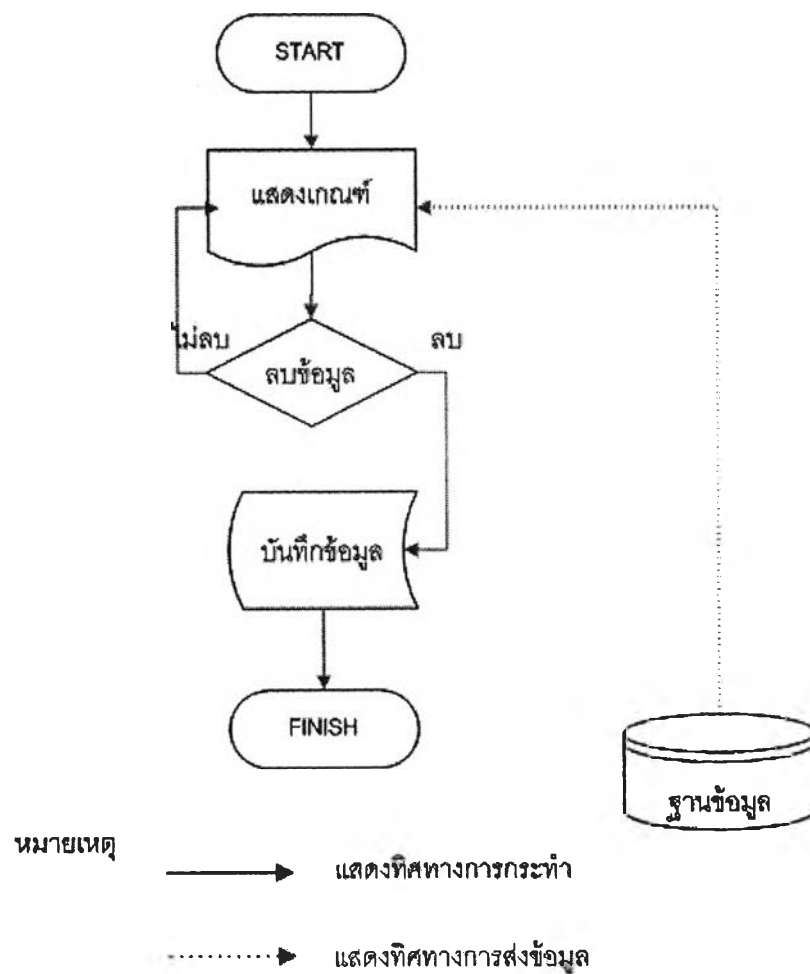 START
แสดงเกณฑ์
ไม่ลบ
ลบ
ลบข้อมูล
บันทึกข้อมูล
FINISH
ฐานข้อมูล
หมายเหตุ
แสดงทิศทางการกระทำ
แสดงทิศทางการส่งข้อมูล